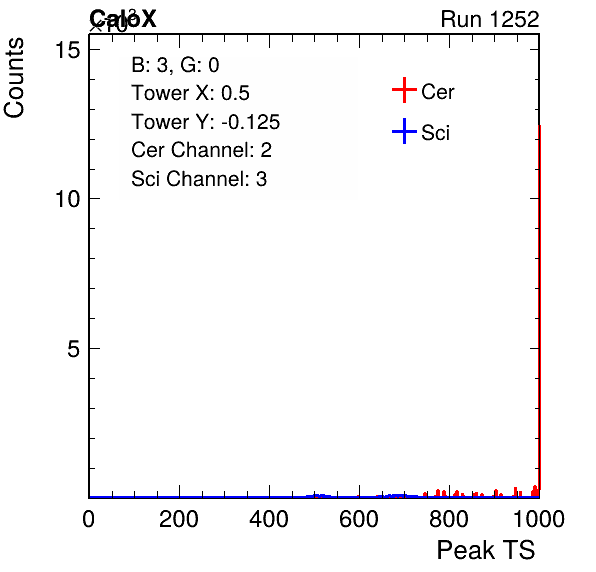 ×10³
CaloX
Run 1252
Counts
B: 3, G: 0
Tower X: 0.5
Tower Y: -0.125
Cer Channel: 2
Sci Channel: 3
Cer
Sci
15
10
5
0 200 400 600 800 1000
Peak TS